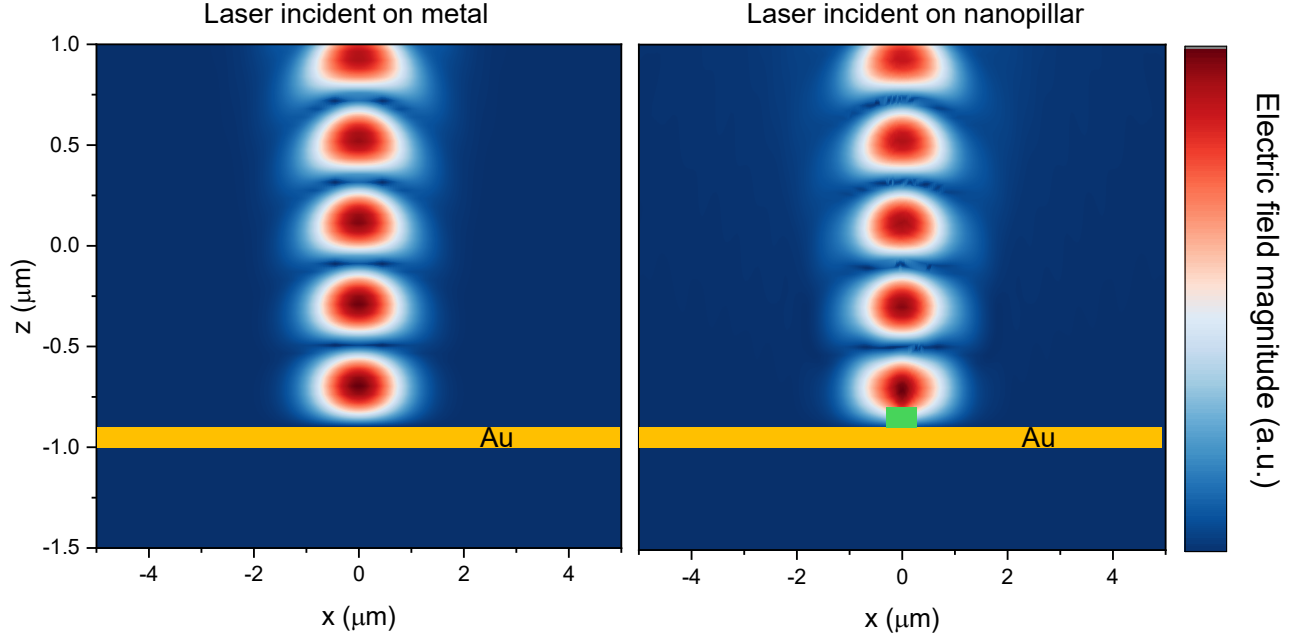 Laser incident on metal
Laser incident on nanopillar
1.0
0.5
0.0
-0.5
-1.0
-1.5
z (μm)
Au
-4
-2
0
2
4
x (μm)
Au
-4
-2
0
2
4
x (μm)
Electric field magnitude (a.u.)